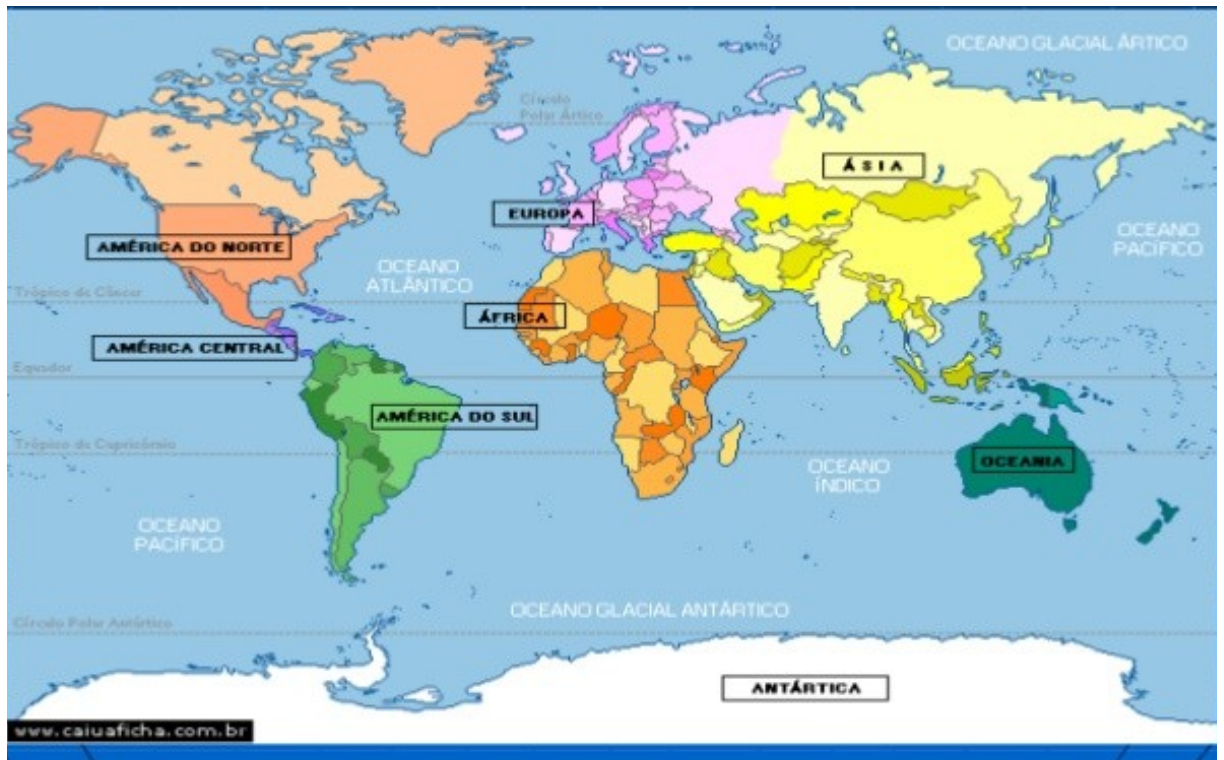 OCEANO GLACIAL ÁRTICO
Círculo
Polar Ártico
ÁSIA
EUROPA
AMÉRICA DO NORTE
OCEANO
PACÍFICO
OCEANO
ATLÂNTICO
Trópico de Câncer
ÁFRICA
AMÉRICA CENTRAL
Equador
AMÉRICA DO SUL
Trópico de Capricórnio
OCEANIA
OCEANO
ÍNDICO
OCEANO
PACÍFICO
OCEANO GLACIAL ANTÁRTICO
Círculo Polar Antártico
ANTÁRTICA
www.caiuaficha.com.br